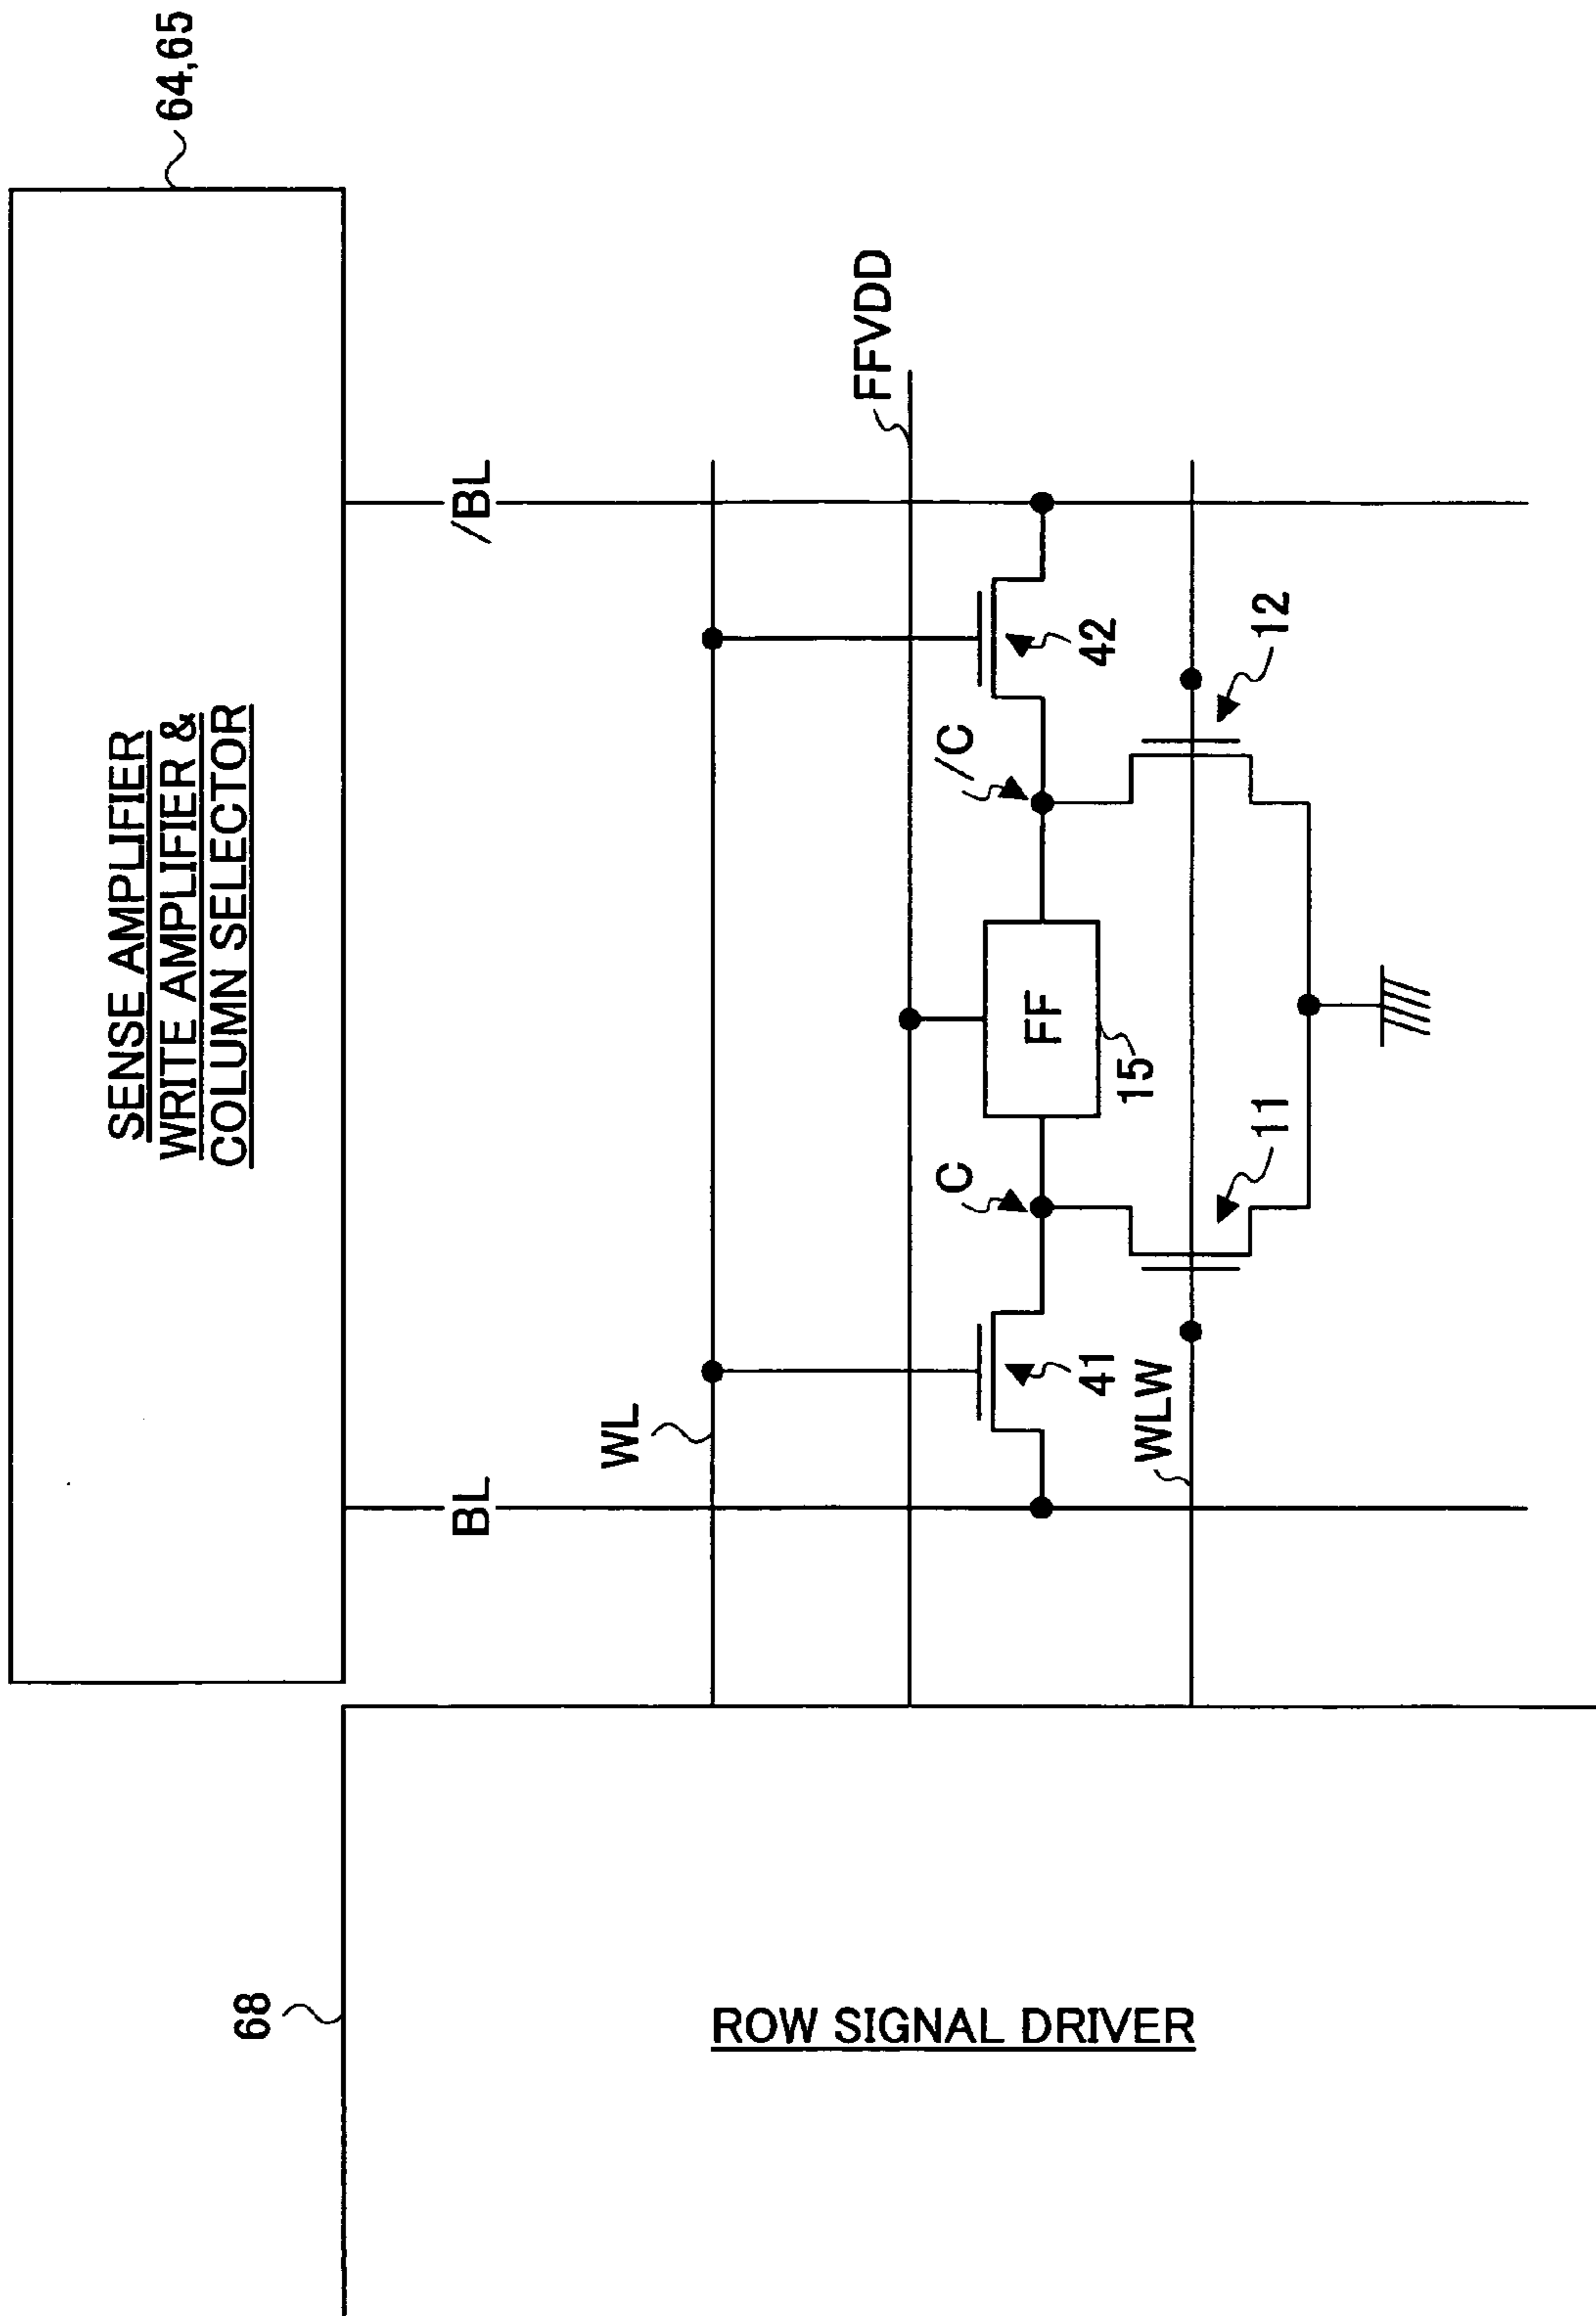 SENSE AMPLIFIER
WRITE AMPLIFIER &
COLUMN SELECTOR
64,65
68
BL
/BL
WL
FFVDD
C
/C
41
FF
15
42
WLW
11
12
ROW SIGNAL DRIVER